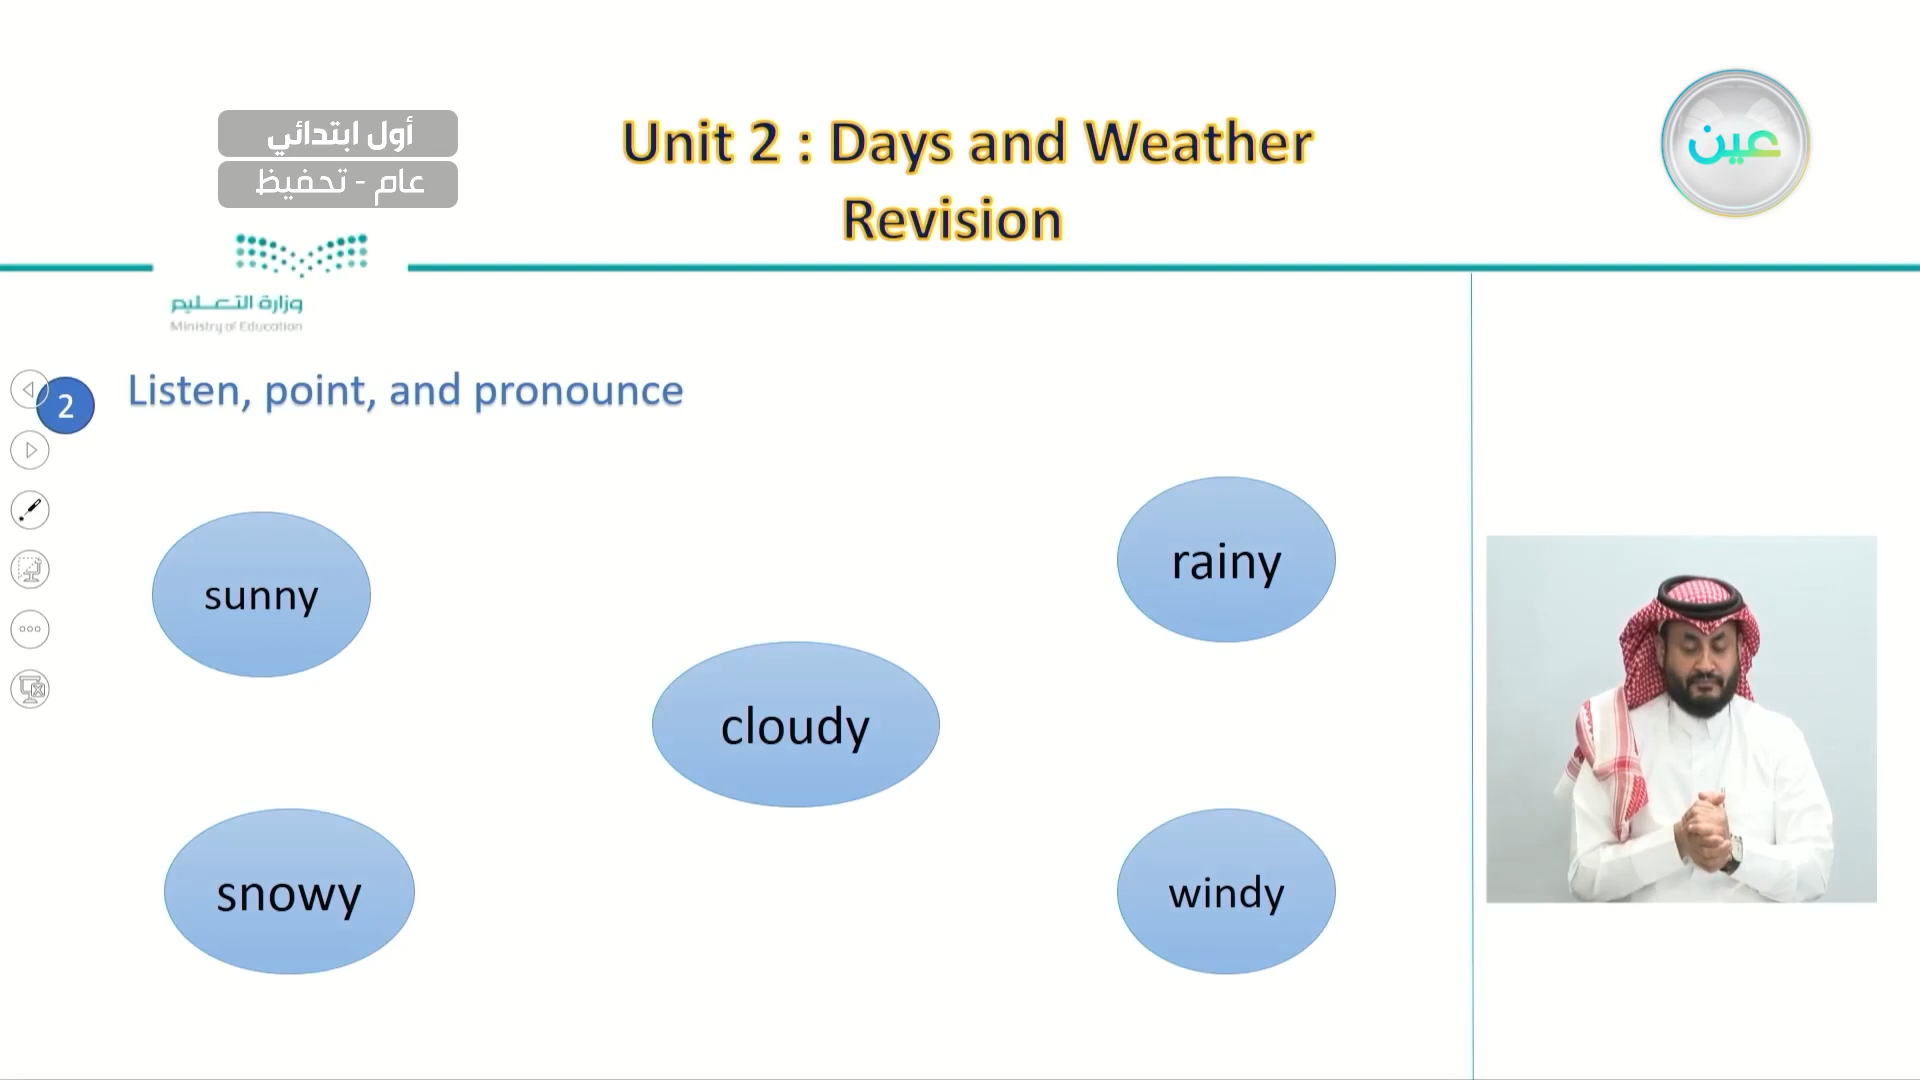 أول ابتدائي
عام - تحفيظ
Unit 2 : Days and Weather
Revision
عين
وزارة التعليم
Ministry of Education
2
Listen, point, and pronounce
sunny
rainy
cloudy
snowy
windy